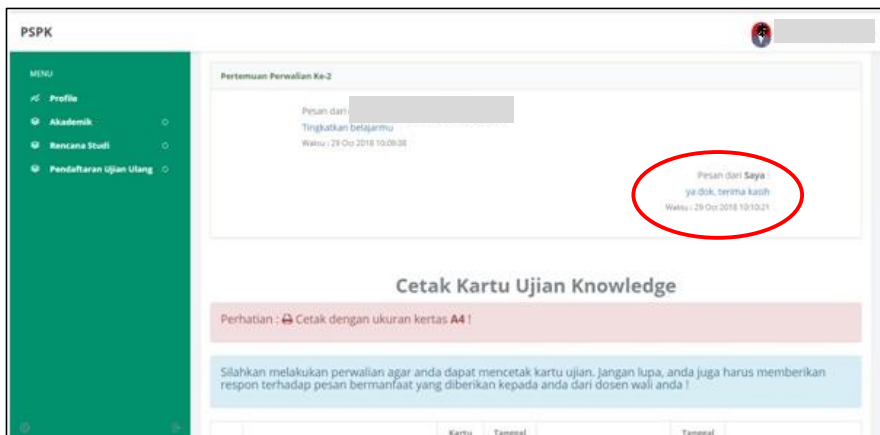 PSPK
MENU
Profile
Akademik
Rencana Studi
Pendaftaran Ujian Ulang
Pertemuan Perwalian Ke-2
Pesan dari
Tingkatkan belajarmu
Waktu : 29 Oct 2018 10:09:38
Pesan dari Saya :
ya dok, terima kasih
Waktu : 29 Oct 2018 10:10:21
Cetak Kartu Ujian Knowledge
Perhatian : Cetak dengan ukuran kertas A4 !
Silahkan melakukan perwalian agar anda dapat mencetak kartu ujian. Jangan lupa, anda juga harus memberikan
respon terhadap pesan bermanfaat yang diberikan kepada anda dari dosen wali anda !
Kartu Tanggal Tanggal